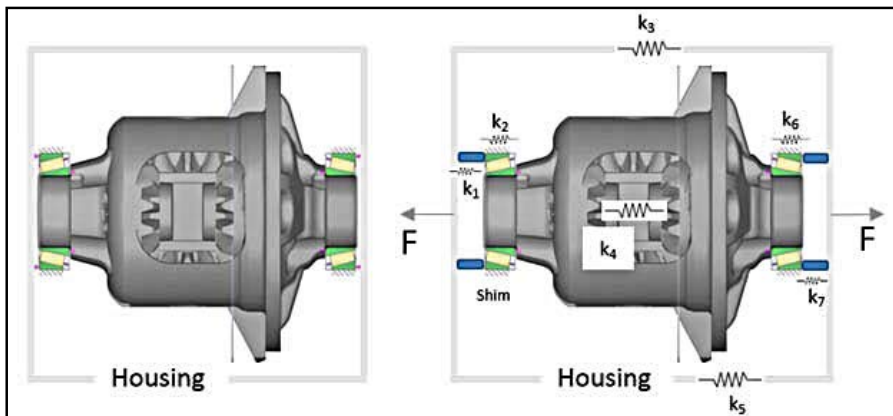 k₃
k₂
k₆
k₁
F
F
k₄
Shim
k₇
Housing
Housing
k₅